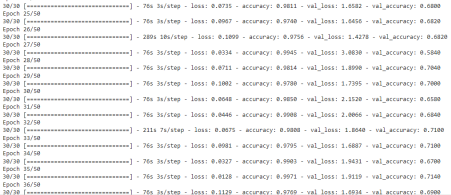 30/30 [==============================] - 76s 3s/step - loss: 0.0735 - accuracy: 0.9811 - val_loss: 1.6582 - val_accuracy: 0.6800
Epoch 25/50
30/30 [==============================] - 76s 3s/step - loss: 0.0967 - accuracy: 0.9740 - val_loss: 1.6456 - val_accuracy: 0.6820
Epoch 26/50
30/30 [==============================] - 289s 10s/step - loss: 0.1099 - accuracy: 0.9756 - val_loss: 1.4278 - val_accuracy: 0.6820
Epoch 27/50
30/30 [==============================] - 76s 3s/step - loss: 0.0334 - accuracy: 0.9945 - val_loss: 3.0830 - val_accuracy: 0.5840
Epoch 28/50
30/30 [==============================] - 76s 3s/step - loss: 0.0711 - accuracy: 0.9814 - val_loss: 1.8990 - val_accuracy: 0.7040
Epoch 29/50
30/30 [==============================] - 76s 3s/step - loss: 0.1002 - accuracy: 0.9780 - val_loss: 1.7395 - val_accuracy: 0.7000
Epoch 30/50
30/30 [==============================] - 76s 3s/step - loss: 0.0648 - accuracy: 0.9850 - val_loss: 2.1520 - val_accuracy: 0.6580
Epoch 31/50
30/30 [==============================] - 76s 3s/step - loss: 0.0446 - accuracy: 0.9908 - val_loss: 2.0066 - val_accuracy: 0.6840
Epoch 32/50
30/30 [==============================] - 211s 7s/step - loss: 0.0675 - accuracy: 0.9808 - val_loss: 1.8640 - val_accuracy: 0.7100
Epoch 33/50
30/30 [==============================] - 76s 3s/step - loss: 0.0981 - accuracy: 0.9795 - val_loss: 1.6887 - val_accuracy: 0.7100
Epoch 34/50
30/30 [==============================] - 76s 3s/step - loss: 0.0327 - accuracy: 0.9903 - val_loss: 1.9431 - val_accuracy: 0.6700
Epoch 35/50
30/30 [==============================] - 76s 3s/step - loss: 0.0128 - accuracy: 0.9971 - val_loss: 1.9119 - val_accuracy: 0.7140
Epoch 36/50
30/30 [==============================] - 76s 3s/step - loss: 0.1129 - accuracy: 0.9769 - val_loss: 1.8934 - val_accuracy: 0.6900